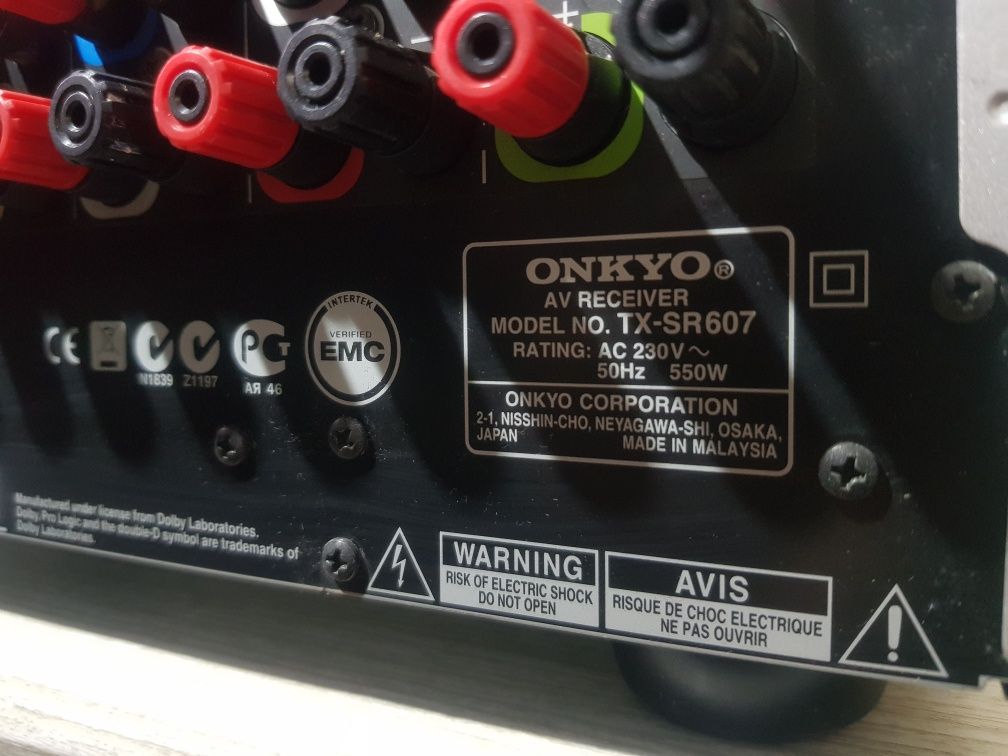 +
−
ONKYO®
AV RECEIVER
MODEL NO. TX-SR607
RATING: AC 230V ~
50Hz 550W
ONKYO CORPORATION
2-1, NISSHIN-CHO, NEYAGAWA-SHI, OSAKA,
JAPAN MADE IN MALAYSIA
CE
N1839 Z1197
РСТ
АЯ 46
INTERTEK
VERIFIED
EMC
Manufactured under license from Dolby Laboratories.
Dolby Pro Logic and the double-D symbol are trademarks of
Dolby Laboratories.
WARNING
RISK OF ELECTRIC SHOCK
DO NOT OPEN
AVIS
RISQUE DE CHOC ELECTRIQUE
NE PAS OUVRIR
!